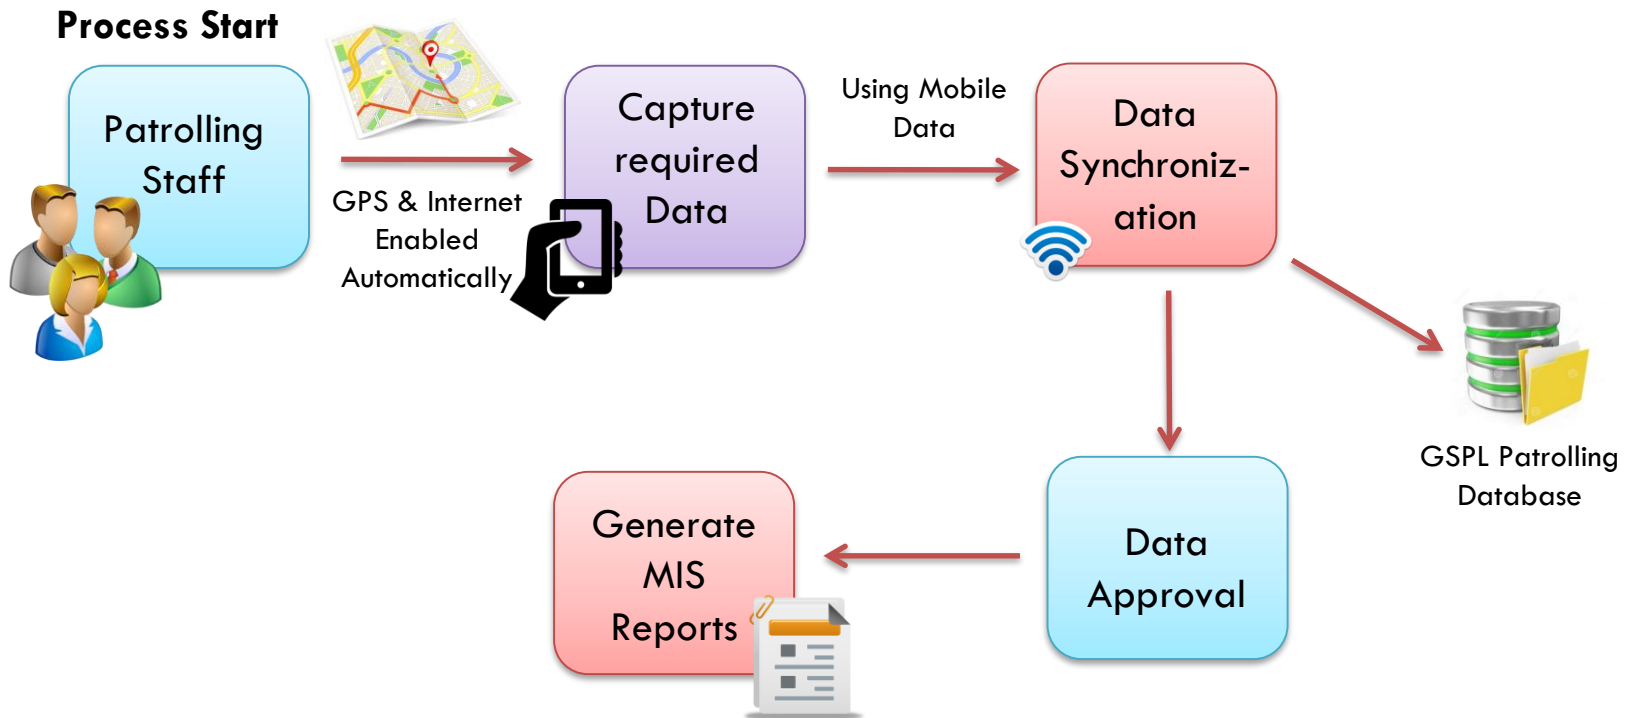 Process Start
Patrolling
Staff
GPS & Internet
Enabled
Automatically
Capture
required
Data
Using Mobile
Data
Data
Synchroniz-
ation
GSPL Patrolling
Database
Data
Approval
Generate
MIS
Reports